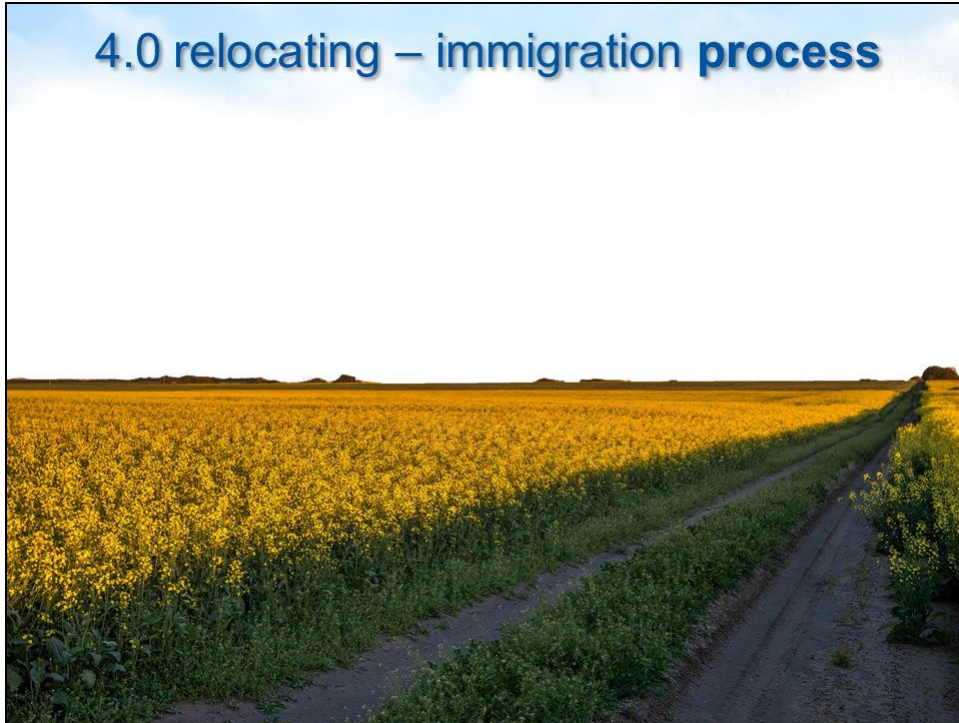 4.0 relocating – immigration process